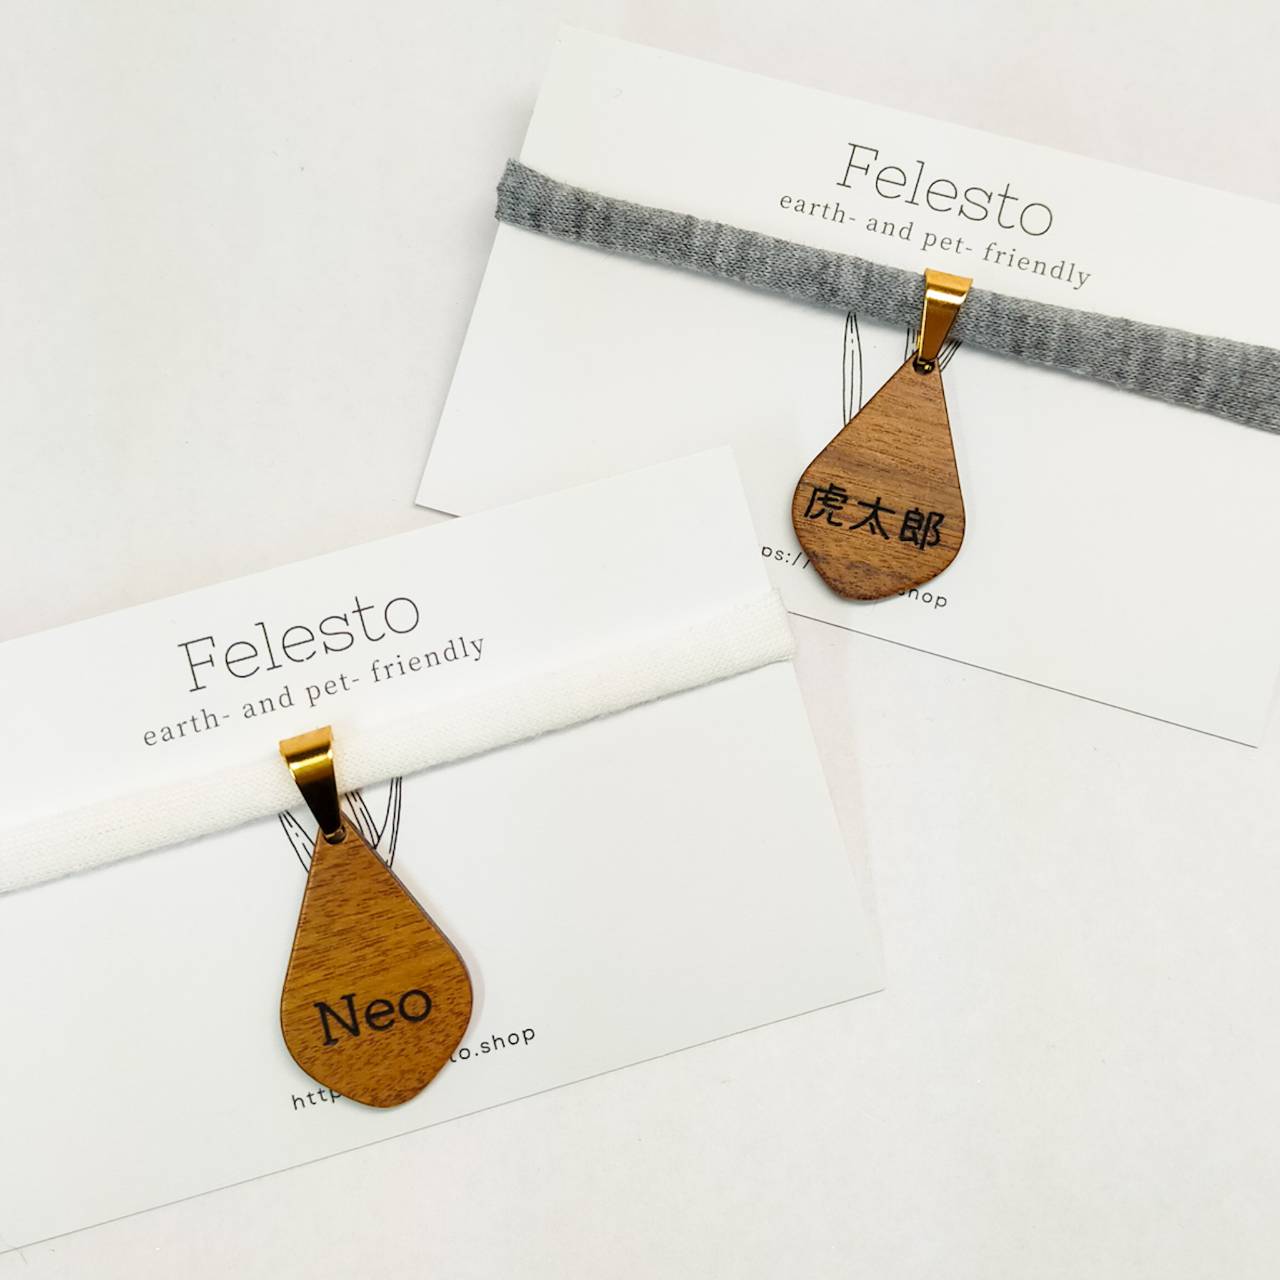 Felesto
earth- and pet- friendly
虎太郎
Felesto
earth- and pet- friendly
Neo